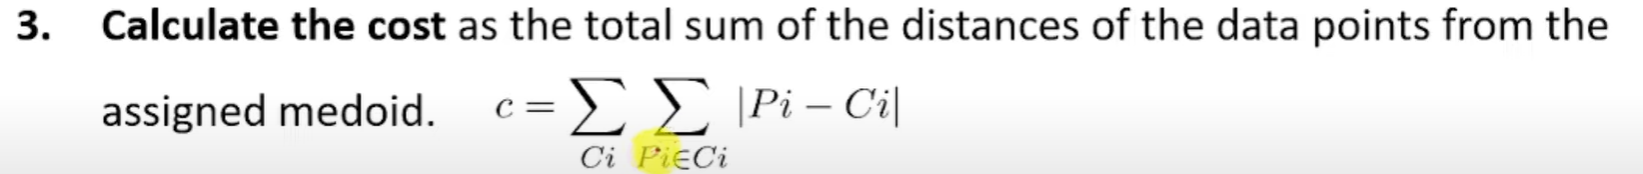 3. Calculate the cost as the total sum of the distances of the data points from the
assigned medoid. c = ∑ ∑ |Pi − Ci|
Ci Pi∈Ci